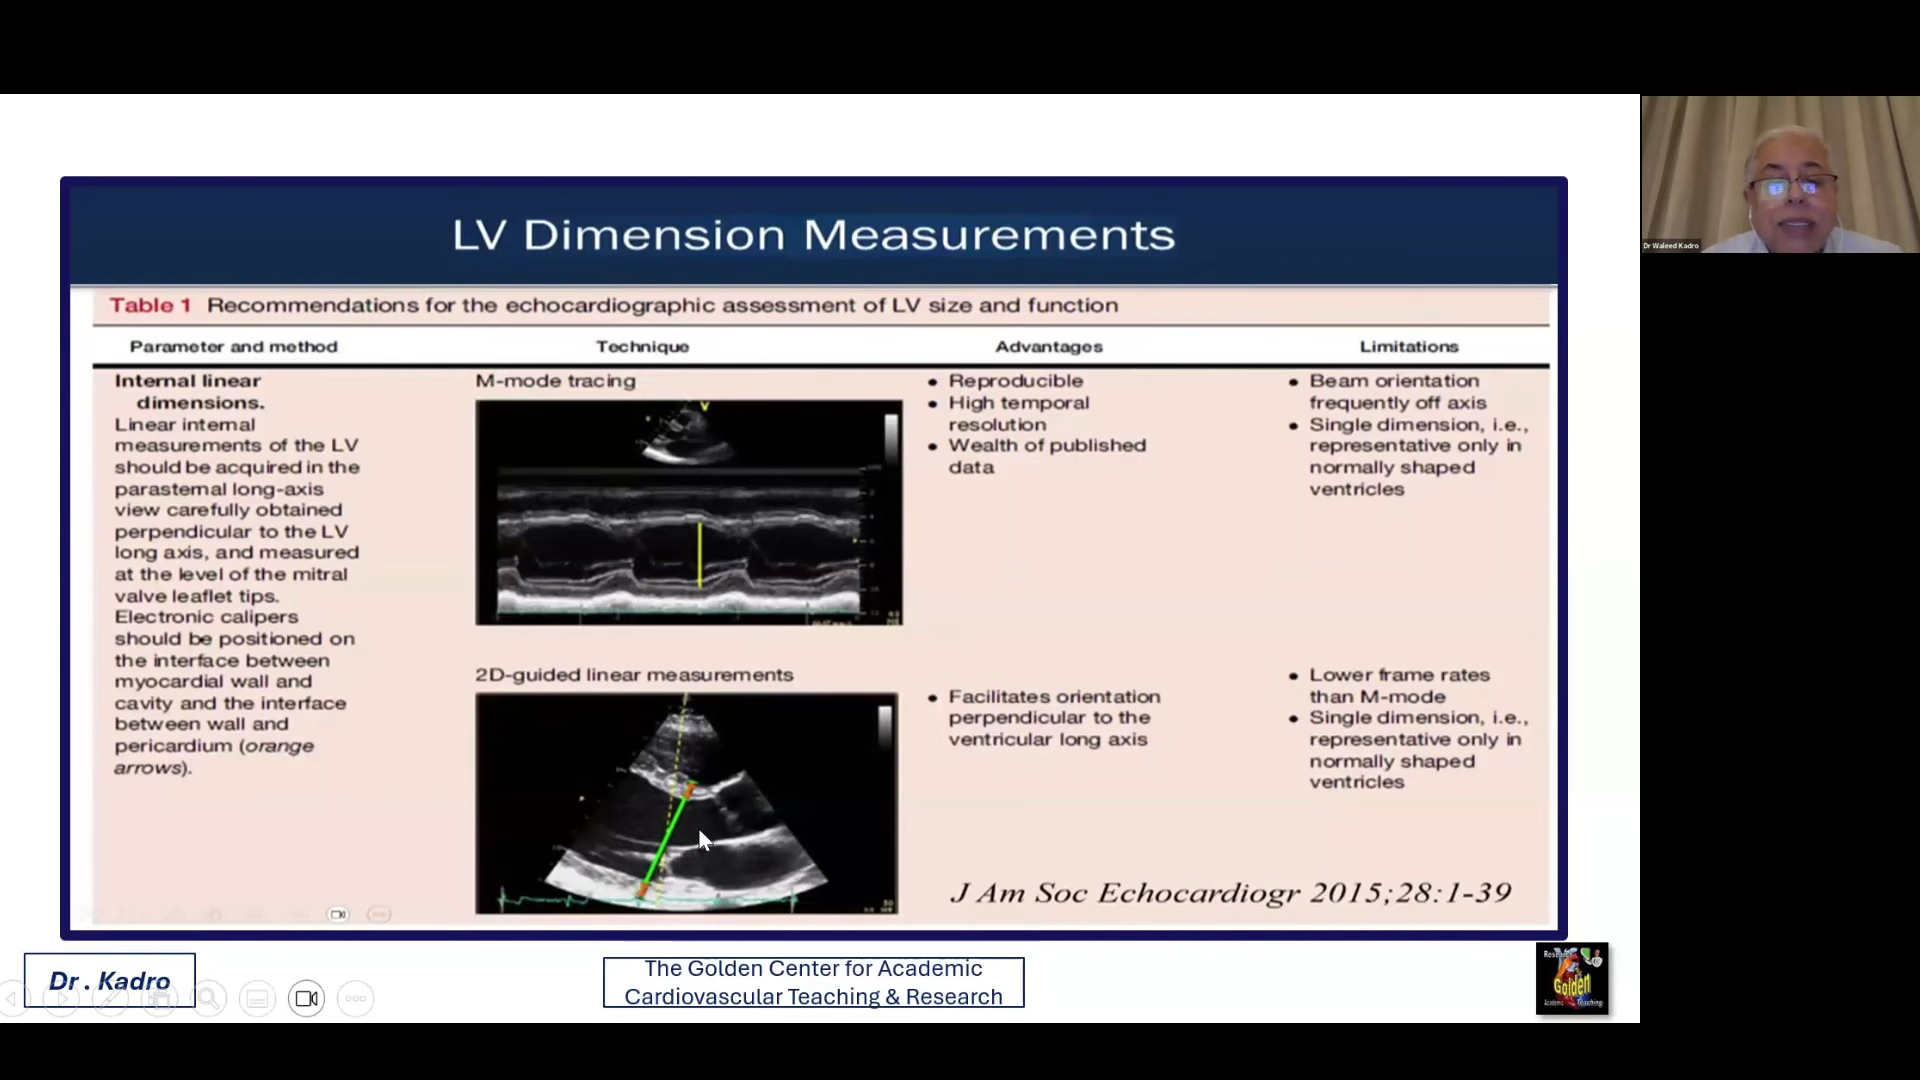 LV Dimension Measurements
Table 1 Recommendations for the echocardiographic assessment of LV size and function
Parameter and method
Technique
Advantages
Limitations
Internal linear
dimensions.
Linear internal
measurements of the LV
should be acquired in the
parasternal long-axis
view carefully obtained
perpendicular to the LV
long axis, and measured
at the level of the mitral
valve leaflet tips.
Electronic calipers
should be positioned on
the interface between
myocardial wall and
cavity and the interface
between wall and
pericardium (orange
arrows).
M-mode tracing
• Reproducible
• High temporal
resolution
• Wealth of published
data
• Beam orientation
frequently off axis
• Single dimension, i.e.,
representative only in
normally shaped
ventricles
2D-guided linear measurements
• Facilitates orientation
perpendicular to the
ventricular long axis
• Lower frame rates
than M-mode
• Single dimension, i.e.,
representative only in
normally shaped
ventricles
J Am Soc Echocardiogr 2015;28:1-39
Dr . Kadro
The Golden Center for Academic
Cardiovascular Teaching & Research
Golden
Academic Teaching
Dr Waleed Kadro